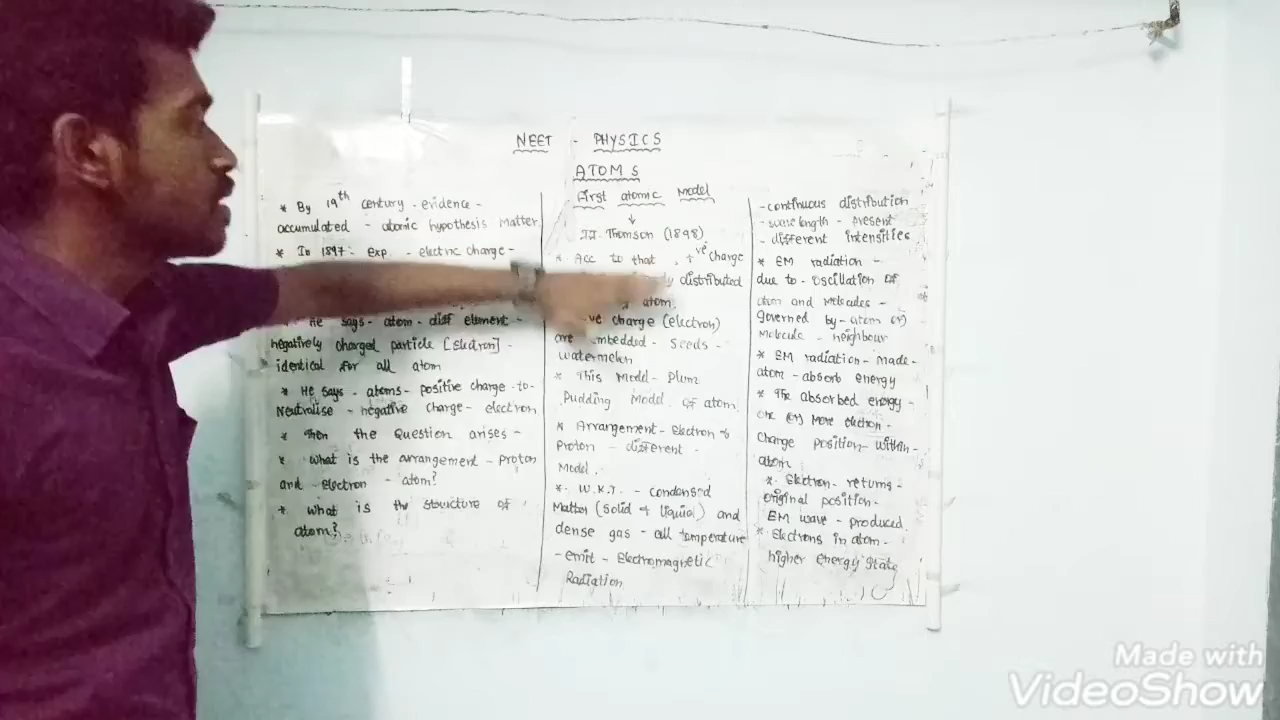 NEET - PHYSICS
ATOMS
* By 19th century - evidence -
accumulated - atomic hypothesis Matter
* In 1897:- exp - electric charge -
* He says - atom - diff element -
negatively charged particle [Electron] -
identical for all atom
* He says - atoms - positive charge - to -
Neutralise - negative charge - electron
* Then the Question arises -
* What is the arrangement - proton
and electron - atom?
* What is the structure of
atom?
First atomic Model
↓
J.J. Thomson (1898)
* Acc to that, +ve charge
distributed
atom.
ve charge (electron)
are embedded - seeds -
watermelon
* This Model - Plum
Pudding Model of atom.
* Arrangement - Electron &
Proton - different -
Model.
* W.K.T. - condensed
Matter (Solid & liquid) and
dense gas - all temperature
- emit - Electromagnetic
Radiation
- continuous distribution
- wave length - present
- different intensities
* EM radiation -
due to - oscillation of
atom and Molecules -
governed by - atom (or)
Molecule - neighbour
* EM radiation - made -
atom - absorb energy
* The absorbed energy -
one (or) More electron -
Change position - within -
atom
* Electron - returns -
original position -
EM wave - produced.
* Electrons in atom -
higher energy state
Made with
VideoShow